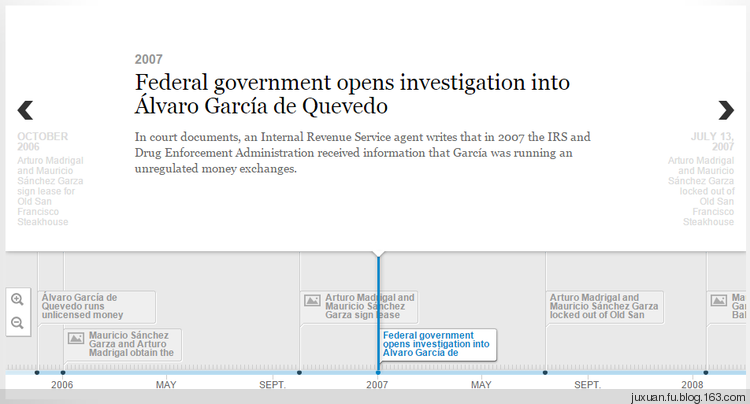 2007
Federal government opens investigation into
Álvaro García de Quevedo
In court documents, an Internal Revenue Service agent writes that in 2007 the IRS and
Drug Enforcement Administration received information that García was running an
unregulated money exchanges.
OCTOBER
2006
Arturo Madrigal
and Mauricio
Sánchez Garza
sign lease for
Old San
Francisco
Steakhouse
JULY 13,
2007
Arturo Madrigal
and Mauricio
Sánchez Garza
locked out of
Old San
Francisco
Steakhouse
Álvaro García de
Quevedo runs
unlicensed money
Mauricio Sánchez
Garza and Arturo
Madrigal obtain the
Arturo Madrigal and
Mauricio Sánchez
Garza sign lease
Federal government
opens investigation into
Álvaro García de
Arturo Madrigal and
Mauricio Sánchez Garza
locked out of Old San
Ma
Gar
Bal
2006
MAY
SEPT.
2007
MAY
SEPT.
2008
juxuan.fu.blog.163.com